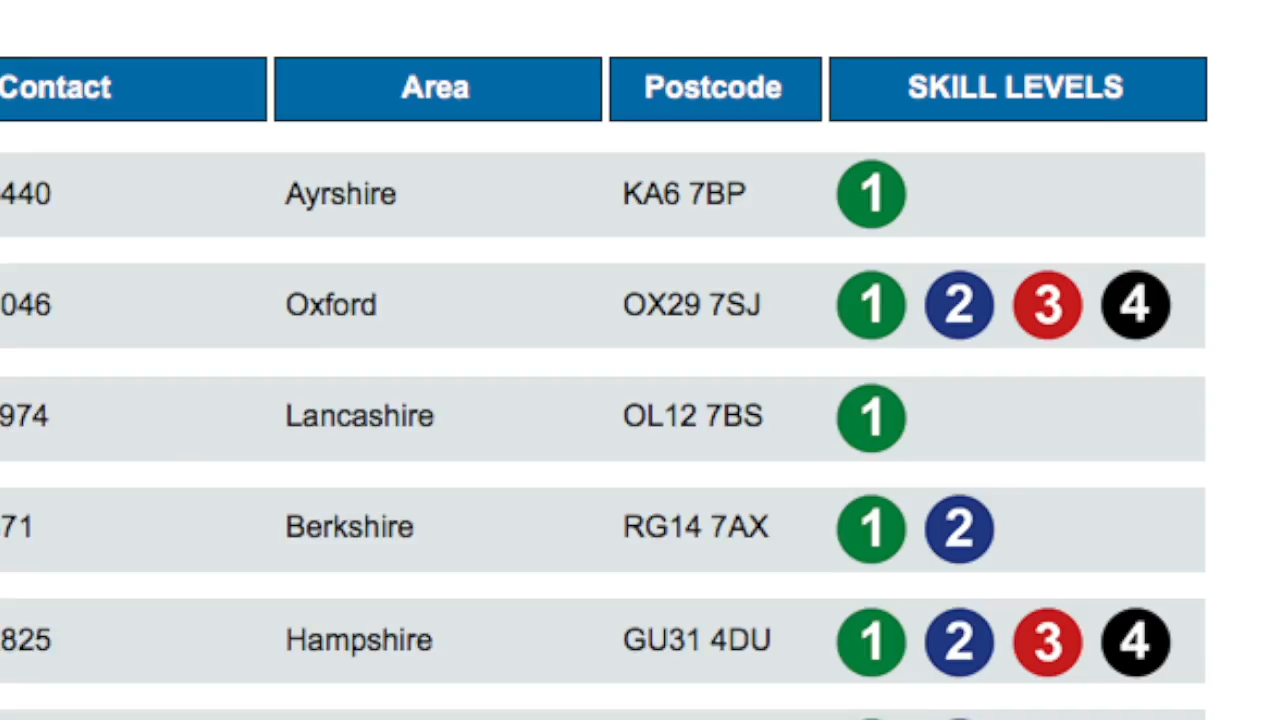 Contact Area Postcode SKILL LEVELS
440 Ayrshire KA6 7BP 1
046 Oxford OX29 7SJ 1 2 3 4
974 Lancashire OL12 7BS 1
71 Berkshire RG14 7AX 1 2
825 Hampshire GU31 4DU 1 2 3 4